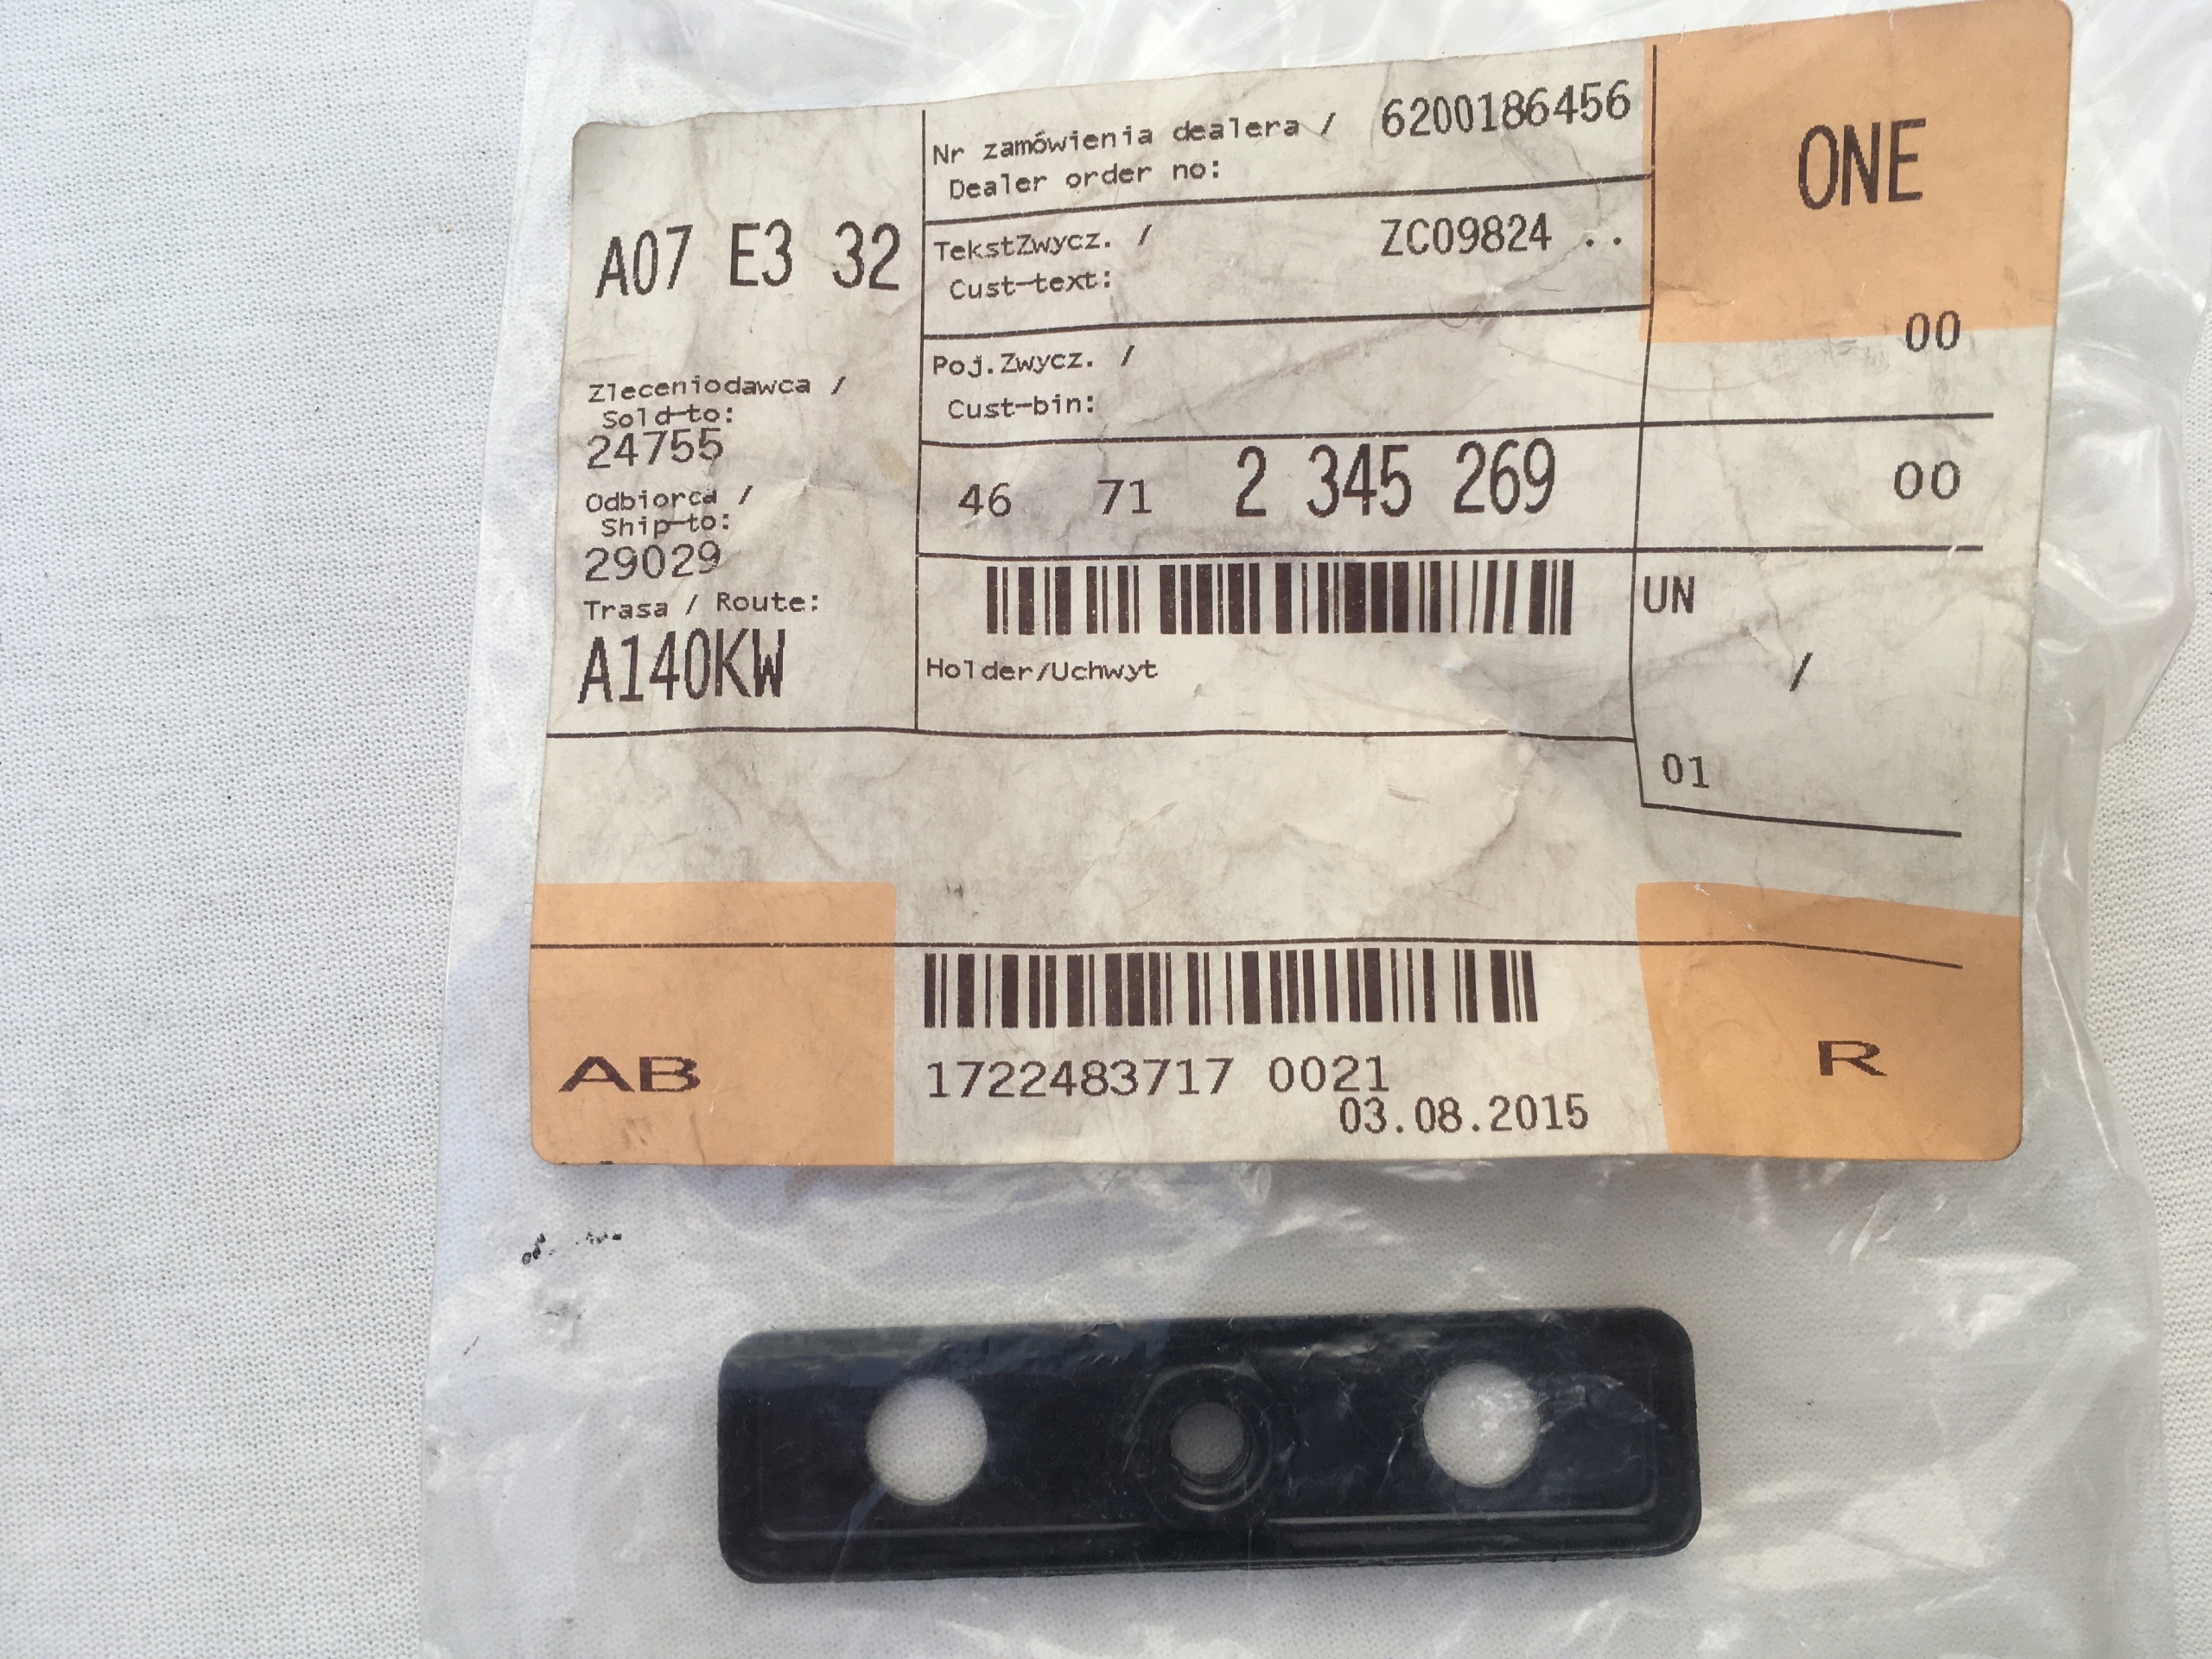 A07 E3 32
Nr zamówienia dealera / 6200186456
Dealer order no:
TekstZwycz. / ZC09824 ..
Cust-text:
Poj.Zwycz. /
Cust-bin:
ONE
00
Zleceniodawca /
Sold-to:
24755
Odbiorca /
Ship-to:
29029
Trasa / Route:
A140KW
46 71 2 345 269
00
Holder/Uchwyt
UN
/
01
AB
1722483717 0021
03.08.2015
R